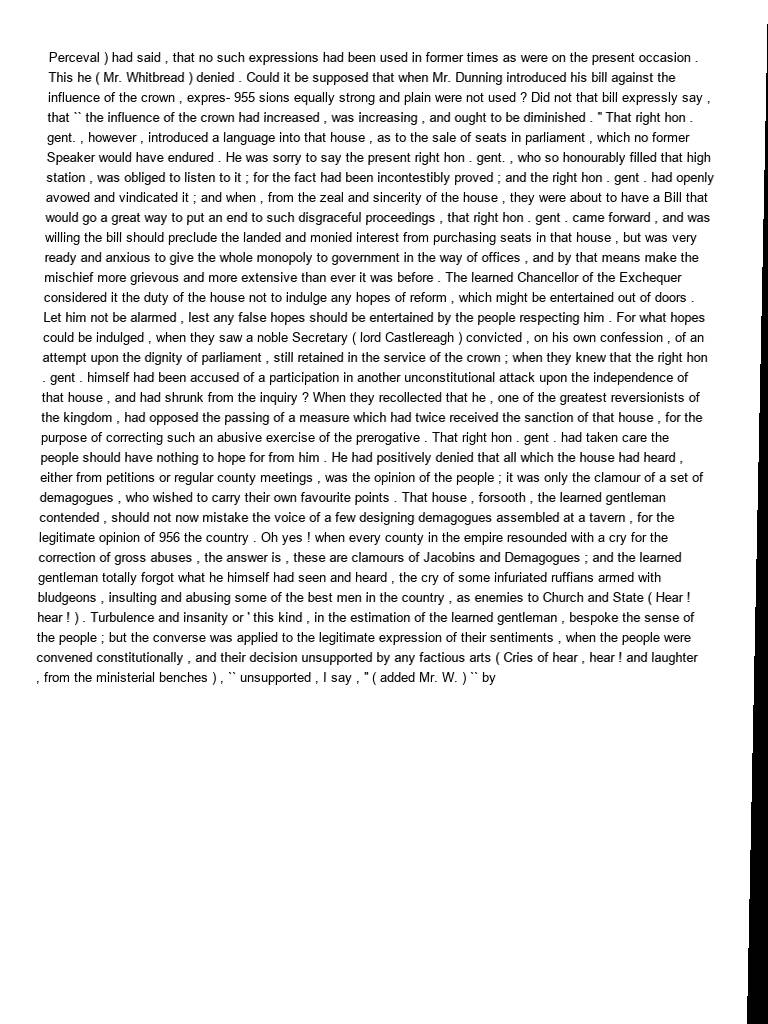 Perceval ) had said , that no such expressions had been used in former times as were on the present occasion .
This he ( Mr. Whitbread ) denied . Could it be supposed that when Mr. Dunning introduced his bill against the
influence of the crown , expres- 955 sions equally strong and plain were not used ? Did not that bill expressly say ,
that `` the influence of the crown had increased , was increasing , and ought to be diminished . " That right hon .
gent. , however , introduced a language into that house , as to the sale of seats in parliament , which no former
Speaker would have endured . He was sorry to say the present right hon . gent. , who so honourably filled that high
station , was obliged to listen to it ; for the fact had been incontestibly proved ; and the right hon . gent . had openly
avowed and vindicated it ; and when , from the zeal and sincerity of the house , they were about to have a Bill that
would go a great way to put an end to such disgraceful proceedings , that right hon . gent . came forward , and was
willing the bill should preclude the landed and monied interest from purchasing seats in that house , but was very
ready and anxious to give the whole monopoly to government in the way of offices , and by that means make the
mischief more grievous and more extensive than ever it was before . The learned Chancellor of the Exchequer
considered it the duty of the house not to indulge any hopes of reform , which might be entertained out of doors .
Let him not be alarmed , lest any false hopes should be entertained by the people respecting him . For what hopes
could be indulged , when they saw a noble Secretary ( lord Castlereagh ) convicted , on his own confession , of an
attempt upon the dignity of parliament , still retained in the service of the crown ; when they knew that the right hon
. gent . himself had been accused of a participation in another unconstitutional attack upon the independence of
that house , and had shrunk from the inquiry ? When they recollected that he , one of the greatest reversionists of
the kingdom , had opposed the passing of a measure which had twice received the sanction of that house , for the
purpose of correcting such an abusive exercise of the prerogative . That right hon . gent . had taken care the
people should have nothing to hope for from him . He had positively denied that all which the house had heard ,
either from petitions or regular county meetings , was the opinion of the people ; it was only the clamour of a set of
demagogues , who wished to carry their own favourite points . That house , forsooth , the learned gentleman
contended , should not now mistake the voice of a few designing demagogues assembled at a tavern , for the
legitimate opinion of 956 the country . Oh yes ! when every county in the empire resounded with a cry for the
correction of gross abuses , the answer is , these are clamours of Jacobins and Demagogues ; and the learned
gentleman totally forgot what he himself had seen and heard , the cry of some infuriated ruffians armed with
bludgeons , insulting and abusing some of the best men in the country , as enemies to Church and State ( Hear !
hear ! ) . Turbulence and insanity or ' this kind , in the estimation of the learned gentleman , bespoke the sense of
the people ; but the converse was applied to the legitimate expression of their sentiments , when the people were
convened constitutionally , and their decision unsupported by any factious arts ( Cries of hear , hear ! and laughter
, from the ministerial benches ) , `` unsupported , I say , " ( added Mr. W. ) `` by